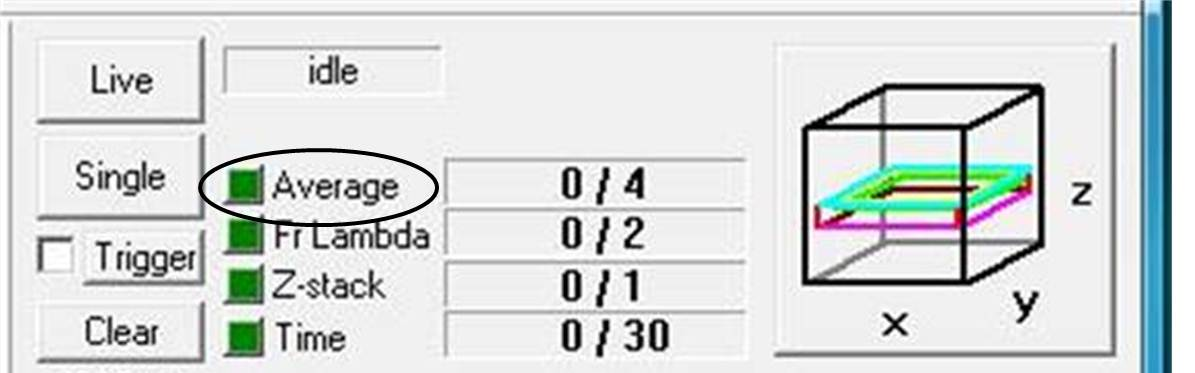 Live
idle
Single
Average 0 / 4
Fr Lambda 0 / 2
Trigger
Z-stack 0 / 1
Clear
Time 0 / 30
z
y
x